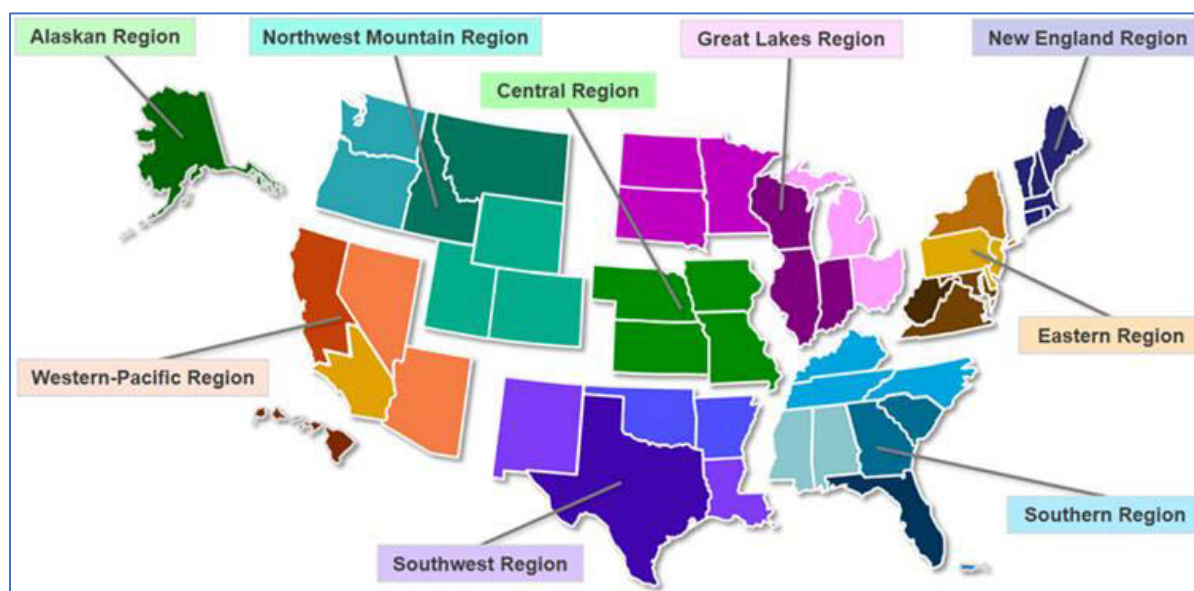 Alaskan Region
Northwest Mountain Region
Great Lakes Region
New England Region
Central Region
Eastern Region
Western-Pacific Region
Southern Region
Southwest Region